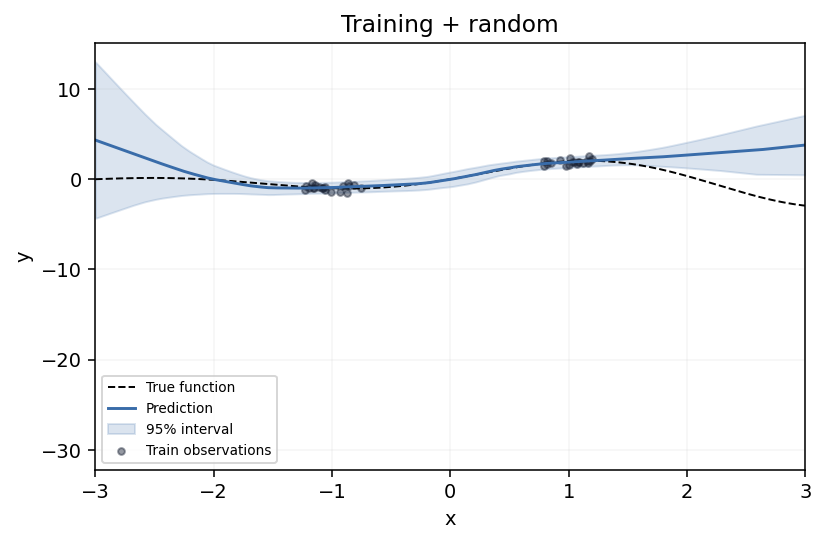 Training + random
y
10
0
−10
−20
−30
True function
Prediction
95% interval
Train observations
−3 −2 −1 0 1 2 3
x